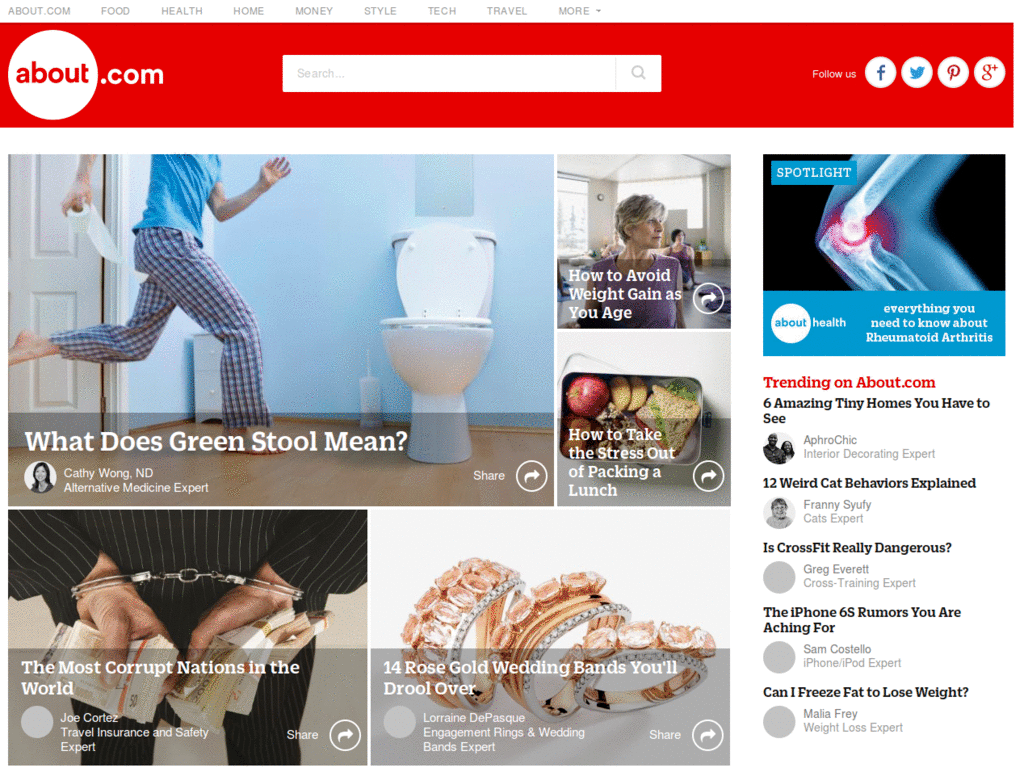 ABOUT.COM FOOD HEALTH HOME MONEY STYLE TECH TRAVEL MORE
about.com
Search...
Follow us
What Does Green Stool Mean?
Cathy Wong, ND
Alternative Medicine Expert
Share
How to Avoid
Weight Gain as
You Age
How to Take
the Stress Out
of Packing a
Lunch
The Most Corrupt Nations in the
World
Joe Cortez
Travel Insurance and Safety
Expert
Share
14 Rose Gold Wedding Bands You'll
Drool Over
Lorraine DePasque
Engagement Rings & Wedding
Bands Expert
Share
SPOTLIGHT
about health
everything you
need to know about
Rheumatoid Arthritis
Trending on About.com
6 Amazing Tiny Homes You Have to
See
AphroChic
Interior Decorating Expert
12 Weird Cat Behaviors Explained
Franny Syufy
Cats Expert
Is CrossFit Really Dangerous?
Greg Everett
Cross-Training Expert
The iPhone 6S Rumors You Are
Aching For
Sam Costello
iPhone/iPod Expert
Can I Freeze Fat to Lose Weight?
Malia Frey
Weight Loss Expert